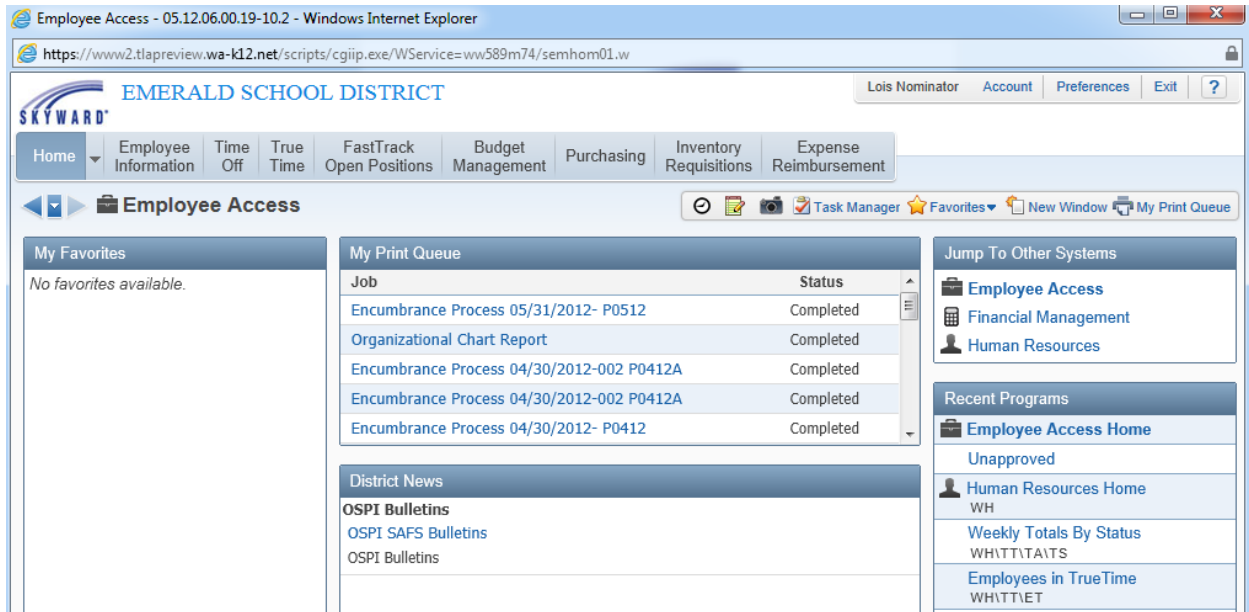 Employee Access - 05.12.06.00.19-10.2 - Windows Internet Explorer
https://www2.tlapreview.wa-k12.net/scripts/cgiip.exe/WService=ww589m74/semhom01.w
SKYWARD
EMERALD SCHOOL DISTRICT
Lois Nominator Account Preferences Exit ?
Home
Employee Information
Time Off
True Time
FastTrack Open Positions
Budget Management
Purchasing
Inventory Requisitions
Expense Reimbursement
Employee Access
Task Manager Favorites New Window My Print Queue
My Favorites
No favorites available.
My Print Queue
Job Status
Encumbrance Process 05/31/2012- P0512 Completed
Organizational Chart Report Completed
Encumbrance Process 04/30/2012-002 P0412A Completed
Encumbrance Process 04/30/2012-002 P0412A Completed
Encumbrance Process 04/30/2012- P0412 Completed
District News
OSPI Bulletins
OSPI SAFS Bulletins
OSPI Bulletins
Jump To Other Systems
Employee Access
Financial Management
Human Resources
Recent Programs
Employee Access Home
Unapproved
Human Resources Home
WH
Weekly Totals By Status
WH\TT\TA\TS
Employees in TrueTime
WH\TT\ET